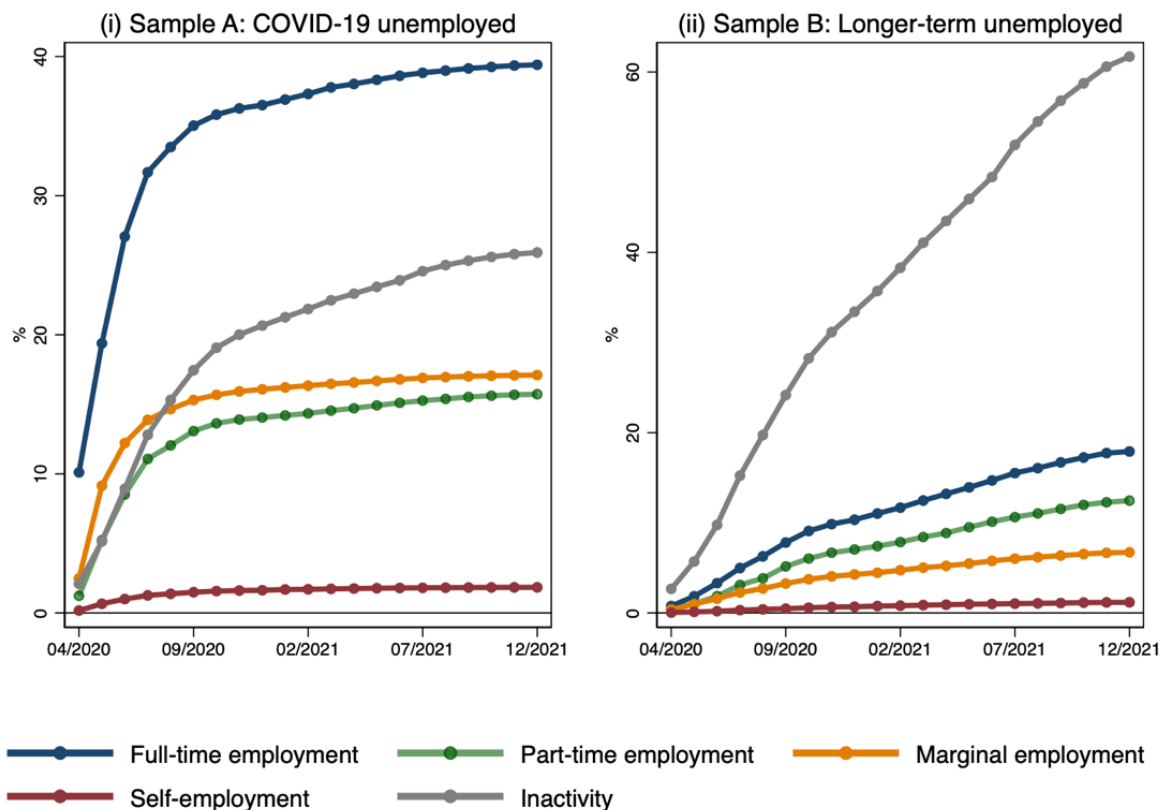 (i) Sample A: COVID-19 unemployed
(ii) Sample B: Longer-term unemployed
40
30
20
10
0
%
04/2020 09/2020 02/2021 07/2021 12/2021
60
40
20
0
%
04/2020 09/2020 02/2021 07/2021 12/2021
Full-time employment Part-time employment Marginal employment
Self-employment Inactivity